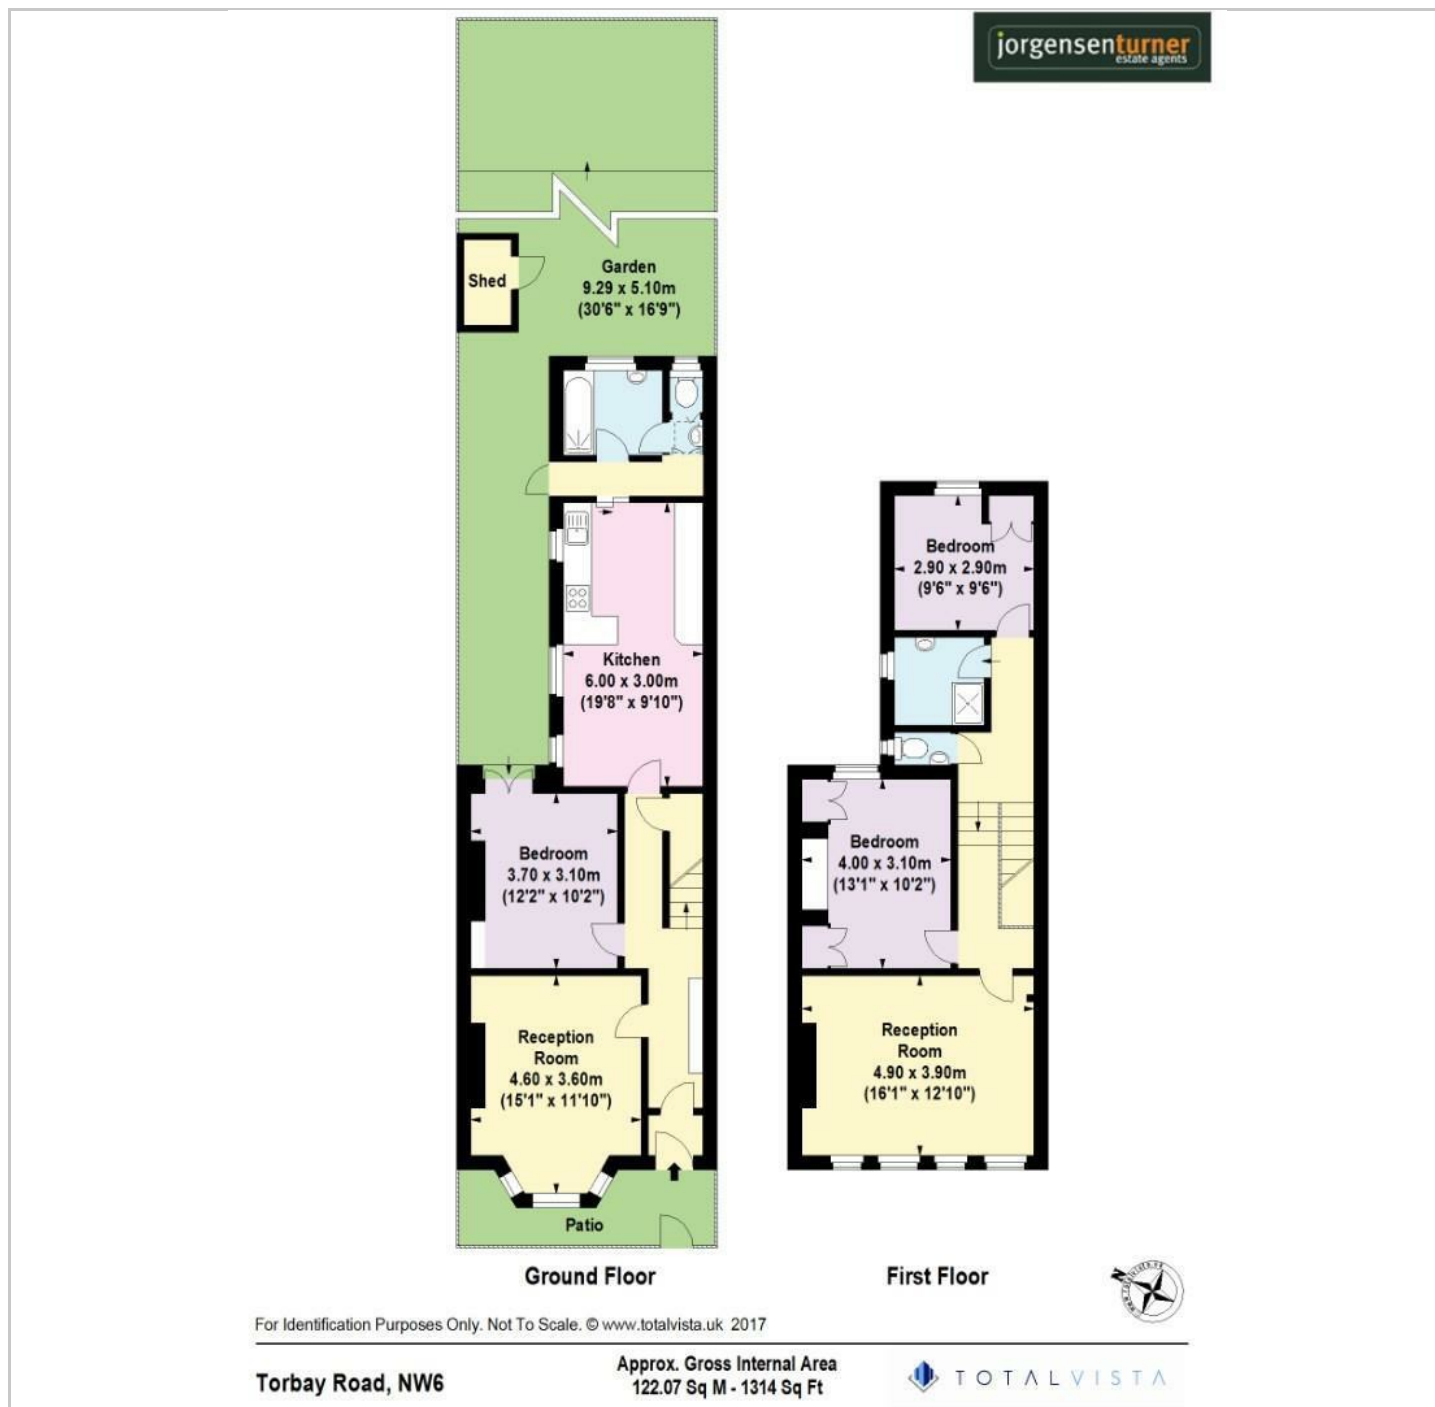 jorgensenturner
estate agents
Garden
9.29 x 5.10m
(30'6" x 16'9")
Shed
Kitchen
6.00 x 3.00m
(19'8" x 9'10")
Bedroom
3.70 x 3.10m
(12'2" x 10'2")
Reception
Room
4.60 x 3.60m
(15'1" x 11'10")
Patio
Ground Floor
Bedroom
2.90 x 2.90m
(9'6" x 9'6")
Bedroom
4.00 x 3.10m
(13'1" x 10'2")
Reception
Room
4.90 x 3.90m
(16'1" x 12'10")
First Floor
N
For Identification Purposes Only. Not To Scale. © www.totalvista.uk 2017
Torbay Road, NW6
Approx. Gross Internal Area
122.07 Sq M - 1314 Sq Ft
TOTALVISTA